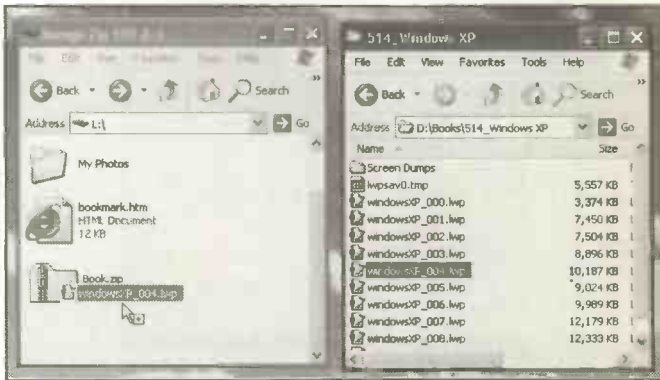 Back
Search
Address L:\ Go
My Photos
bookmark.htm
HTML Document
12 KB
Book.zip
windowsXP_004.lwp
514_Windows XP
File Edit View Favorites Tools Help
Back
Search
Address D:\Books\514_Windows XP Go
Name Size
Screen Dumps
lwpsav0.tmp 5,557 KB
windowsXP_000.lwp 3,374 KB
windowsXP_001.lwp 7,450 KB
windowsXP_002.lwp 7,504 KB
windowsXP_003.lwp 8,896 KB
windowsXP_004.lwp 10,187 KB
windowsXP_005.lwp 9,024 KB
windowsXP_006.lwp 9,989 KB
windowsXP_007.lwp 12,179 KB
windowsXP_008.lwp 12,333 KB